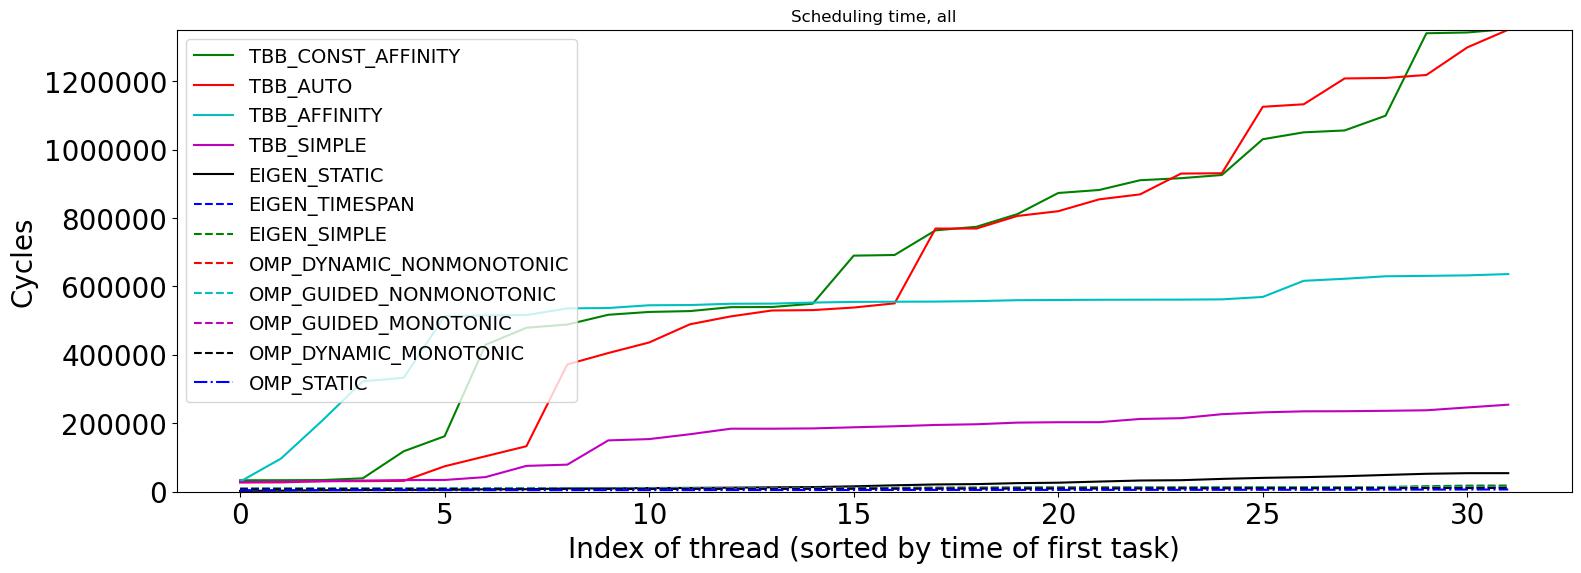 Scheduling time, all
TBB_CONST_AFFINITY
TBB_AUTO
TBB_AFFINITY
TBB_SIMPLE
EIGEN_STATIC
EIGEN_TIMESPAN
EIGEN_SIMPLE
OMP_DYNAMIC_NONMONOTONIC
OMP_GUIDED_NONMONOTONIC
OMP_GUIDED_MONOTONIC
OMP_DYNAMIC_MONOTONIC
OMP_STATIC
Cycles
1200000
1000000
800000
600000
400000
200000
0
0 5 10 15 20 25 30
Index of thread (sorted by time of first task)